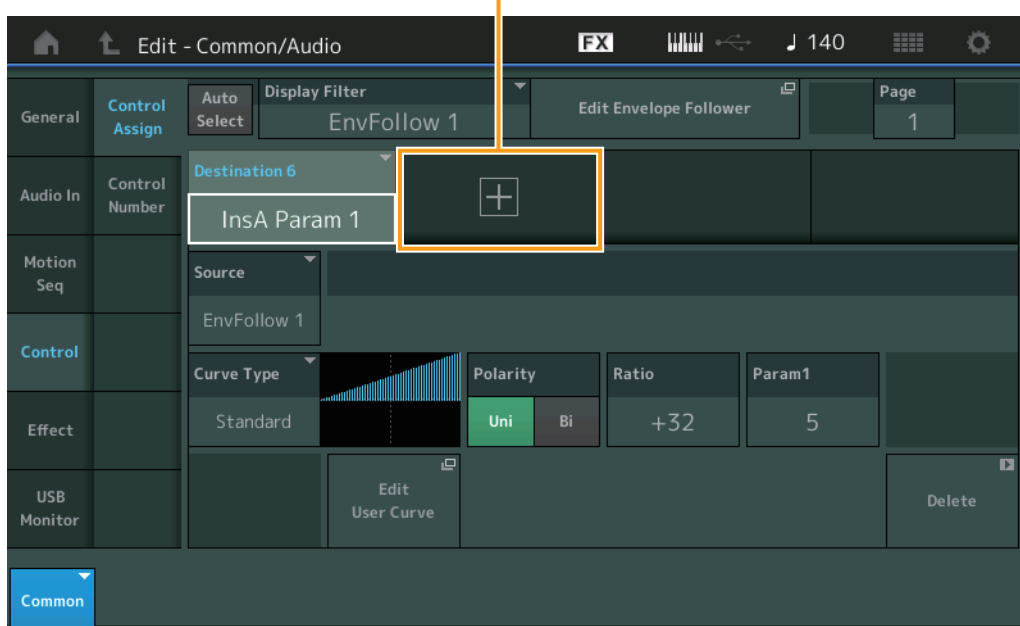 Edit - Common/Audio
FX
140
General
Control
Assign
Auto
Select
Display Filter
EnvFollow 1
Edit Envelope Follower
Page
1
Audio In
Control
Number
Destination 6
InsA Param 1
Motion
Seq
Source
EnvFollow 1
Control
Curve Type
Standard
Polarity
Uni
Bi
Ratio
+32
Param1
5
Effect
USB
Monitor
Edit
User Curve
Delete
Common